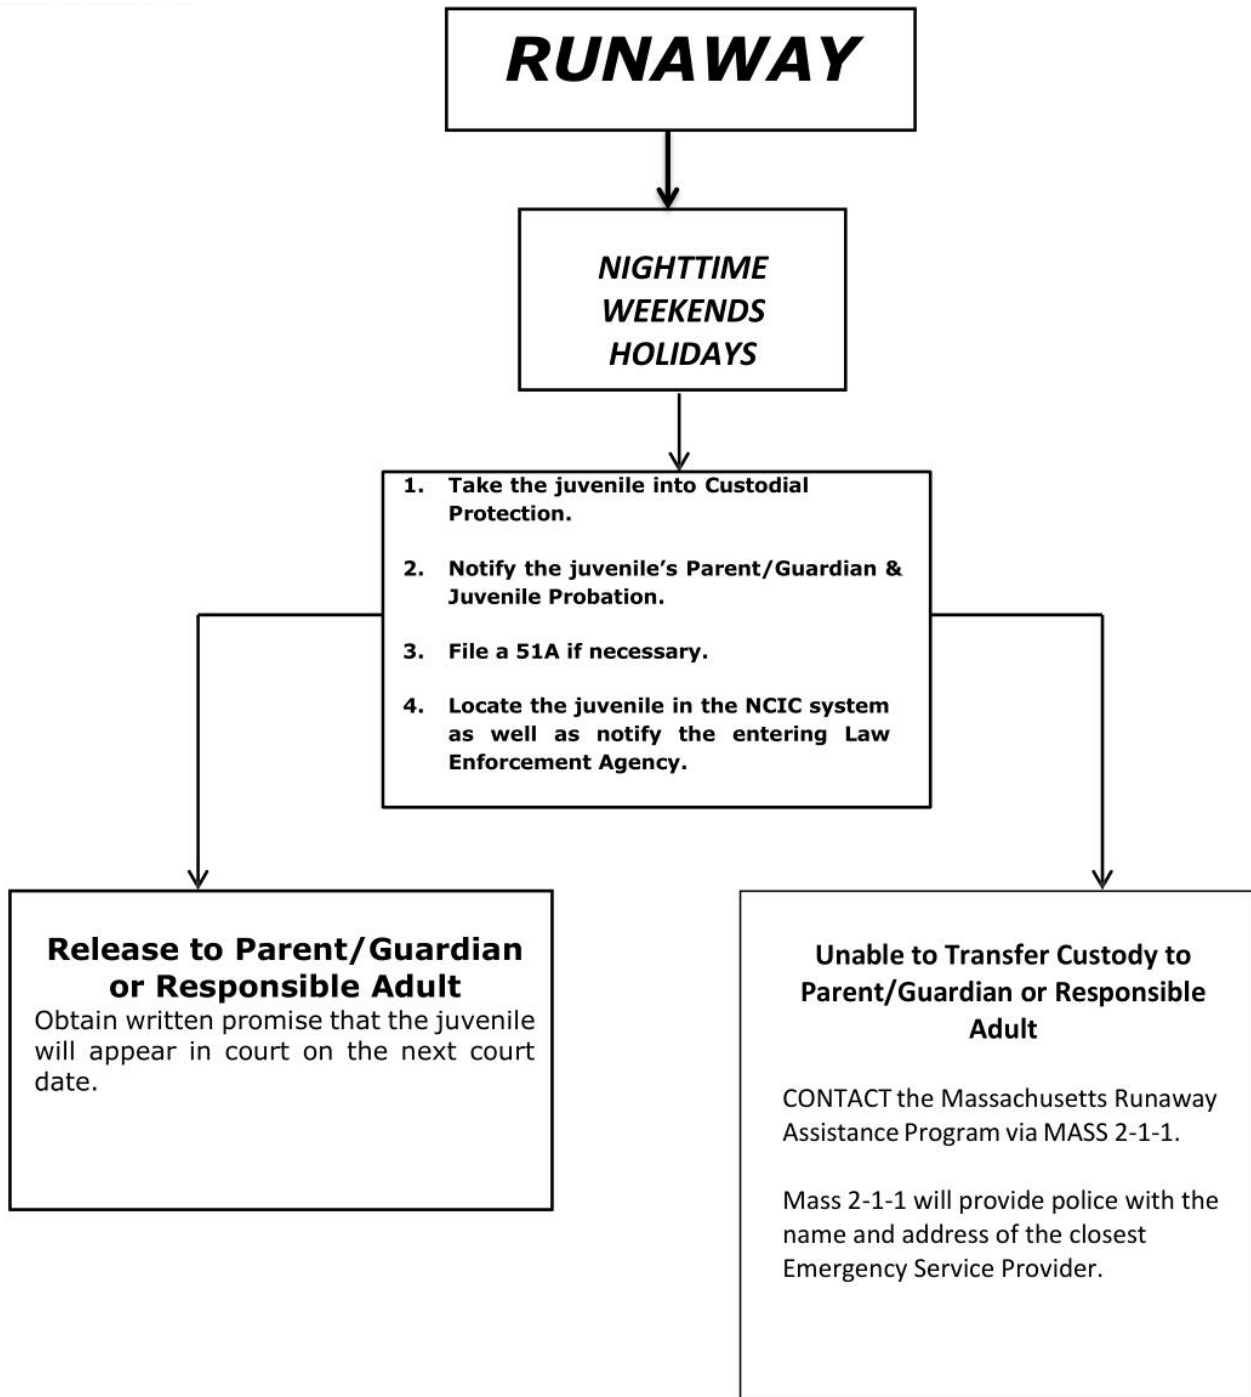 RUNAWAY
NIGHTTIME
WEEKENDS
HOLIDAYS
1. Take the juvenile into Custodial
Protection.
2. Notify the juvenile’s Parent/Guardian &
Juvenile Probation.
3. File a 51A if necessary.
4. Locate the juvenile in the NCIC system
as well as notify the entering Law
Enforcement Agency.
Release to Parent/Guardian
or Responsible Adult
Obtain written promise that the juvenile
will appear in court on the next court
date.
Unable to Transfer Custody to
Parent/Guardian or Responsible
Adult
CONTACT the Massachusetts Runaway
Assistance Program via MASS 2-1-1.
Mass 2-1-1 will provide police with the
name and address of the closest
Emergency Service Provider.